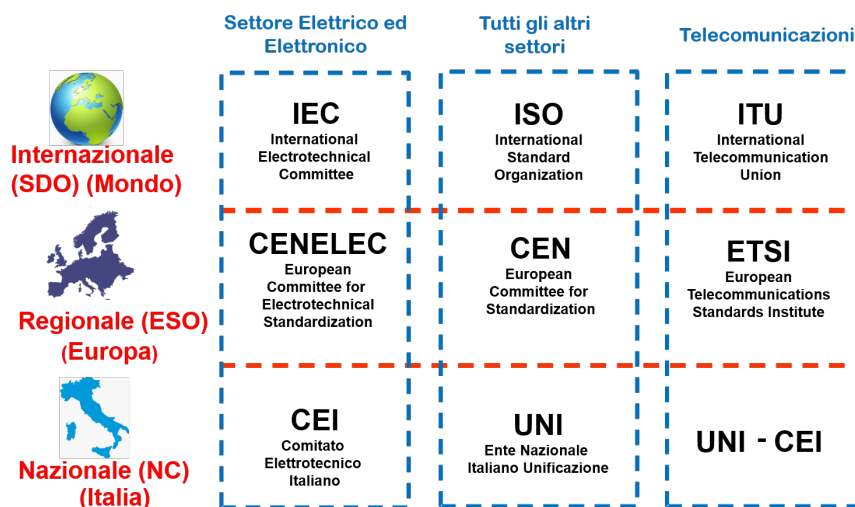 Settore Elettrico ed
Elettronico
Tutti gli altri
settori
Telecomunicazioni
Internazionale
(SDO) (Mondo)
IEC
International
Electrotechnical
Committee
ISO
International
Standard
Organization
ITU
International
Telecommunication
Union
Regionale (ESO)
(Europa)
CENELEC
European
Committee for
Electrotechnical
Standardization
CEN
European
Committee for
Standardization
ETSI
European
Telecommunications
Standards Institute
Nazionale (NC)
(Italia)
CEI
Comitato
Elettrotecnico
Italiano
UNI
Ente Nazionale
Italiano Unificazione
UNI - CEI